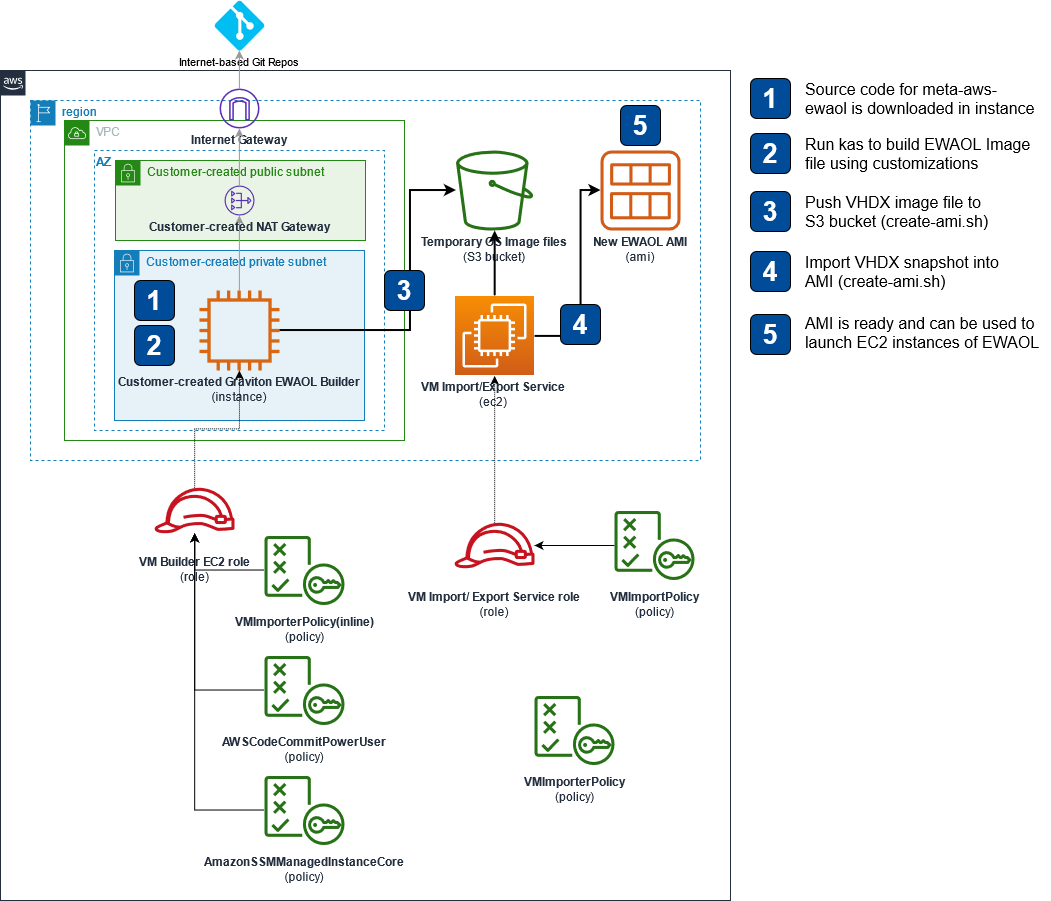 Internet-based Git Repos
aws
region
VPC
Internet Gateway
AZ
Customer-created public subnet
Customer-created NAT Gateway
Customer-created private subnet
1
2
Customer-created Graviton EWAOL Builder
(instance)
3
Temporary OS Image files
(S3 bucket)
5
New EWAOL AMI
(ami)
4
VM Import/Export Service
(ec2)
VM Builder EC2 role
(role)
VMImporterPolicy(inline)
(policy)
AWSCodeCommitPowerUser
(policy)
AmazonSSMManagedInstanceCore
(policy)
VM Import/ Export Service role
(role)
VMImportPolicy
(policy)
VMImporterPolicy
(policy)
1
Source code for meta-aws-
ewaol is downloaded in instance
2
Run kas to build EWAOL Image
file using customizations
3
Push VHDX image file to
S3 bucket (create-ami.sh)
4
Import VHDX snapshot into
AMI (create-ami.sh)
5
AMI is ready and can be used to
launch EC2 instances of EWAOL